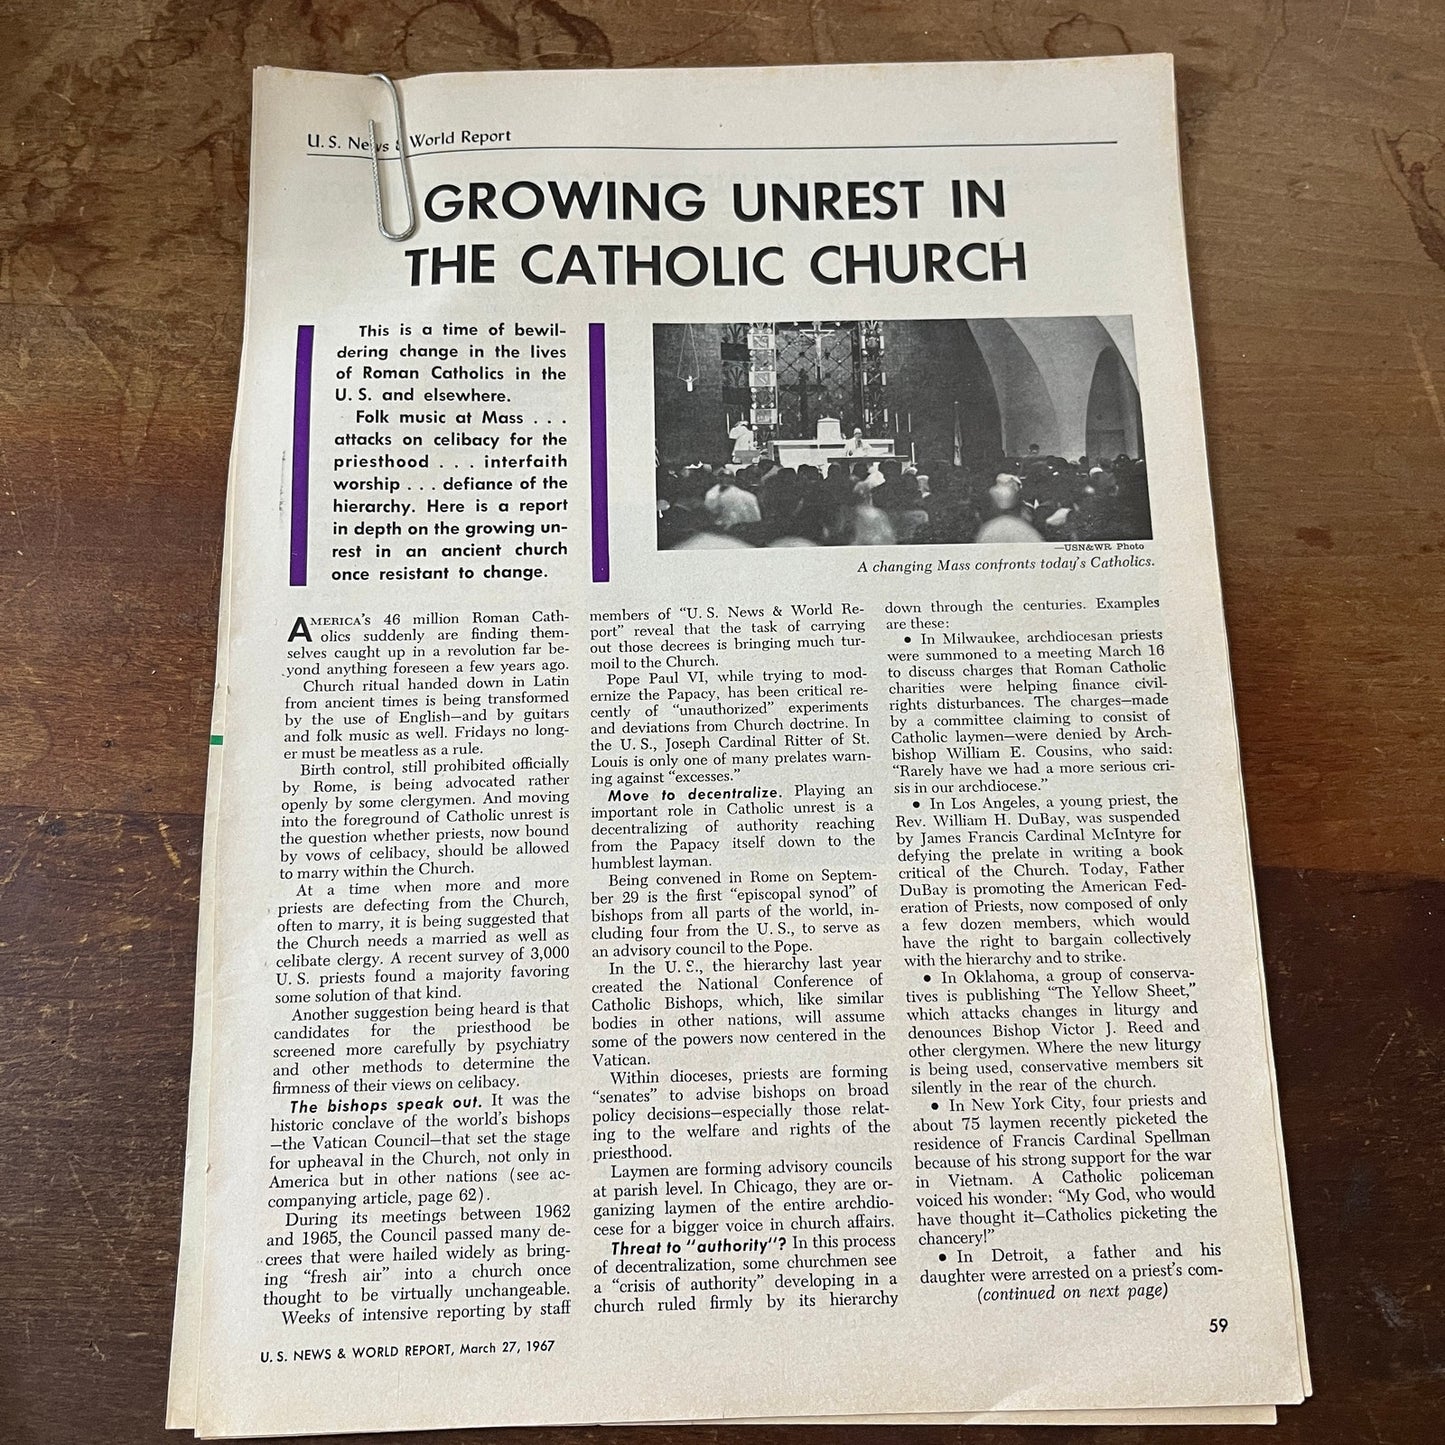 U. S. News & World Report
GROWING UNREST IN
THE CATHOLIC CHURCH
This is a time of bewil-
dering change in the lives
of Roman Catholics in the
U. S. and elsewhere.
Folk music at Mass . . .
attacks on celibacy for the
priesthood . . . interfaith
worship . . . defiance of the
hierarchy. Here is a report
in depth on the growing un-
rest in an ancient church
once resistant to change.
—USN&WR Photo
A changing Mass confronts today's Catholics.
AMERICA'S 46 million Roman Cath-
olics suddenly are finding them-
selves caught up in a revolution far be-
yond anything foreseen a few years ago.
Church ritual handed down in Latin
from ancient times is being transformed
by the use of English—and by guitars
and folk music as well. Fridays no long-
er must be meatless as a rule.
Birth control, still prohibited officially
by Rome, is being advocated rather
openly by some clergymen. And moving
into the foreground of Catholic unrest is
the question whether priests, now bound
by vows of celibacy, should be allowed
to marry within the Church.
At a time when more and more
priests are defecting from the Church,
often to marry, it is being suggested that
the Church needs a married as well as
celibate clergy. A recent survey of 3,000
U. S. priests found a majority favoring
some solution of that kind.
Another suggestion being heard is that
candidates for the priesthood be
screened more carefully by psychiatry
and other methods to determine the
firmness of their views on celibacy.
The bishops speak out. It was the
historic conclave of the world's bishops
—the Vatican Council—that set the stage
for upheaval in the Church, not only in
America but in other nations (see ac-
companying article, page 62).
During its meetings between 1962
and 1965, the Council passed many de-
crees that were hailed widely as bring-
ing "fresh air" into a church once
thought to be virtually unchangeable.
Weeks of intensive reporting by staff
members of "U. S. News & World Re-
port" reveal that the task of carrying
out those decrees is bringing much tur-
moil to the Church.
Pope Paul VI, while trying to mod-
ernize the Papacy, has been critical re-
cently of "unauthorized" experiments
and deviations from Church doctrine. In
the U. S., Joseph Cardinal Ritter of St.
Louis is only one of many prelates warn-
ing against "excesses."
Move to decentralize. Playing an
important role in Catholic unrest is a
decentralizing of authority reaching
from the Papacy itself down to the
humblest layman.
Being convened in Rome on Septem-
ber 29 is the first "episcopal synod" of
bishops from all parts of the world, in-
cluding four from the U. S., to serve as
an advisory council to the Pope.
In the U. S., the hierarchy last year
created the National Conference of
Catholic Bishops, which, like similar
bodies in other nations, will assume
some of the powers now centered in the
Vatican.
Within dioceses, priests are forming
"senates" to advise bishops on broad
policy decisions—especially those relat-
ing to the welfare and rights of the
priesthood.
Laymen are forming advisory councils
at parish level. In Chicago, they are or-
ganizing laymen of the entire archdio-
cese for a bigger voice in church affairs.
Threat to "authority"? In this process
of decentralization, some churchmen see
a "crisis of authority" developing in a
church ruled firmly by its hierarchy
down through the centuries. Examples
are these:
● In Milwaukee, archdiocesan priests
were summoned to a meeting March 16
to discuss charges that Roman Catholic
charities were helping finance civil-
rights disturbances. The charges—made
by a committee claiming to consist of
Catholic laymen—were denied by Arch-
bishop William E. Cousins, who said:
"Rarely have we had a more serious cri-
sis in our archdiocese."
● In Los Angeles, a young priest, the
Rev. William H. DuBay, was suspended
by James Francis Cardinal McIntyre for
defying the prelate in writing a book
critical of the Church. Today, Father
DuBay is promoting the American Fed-
eration of Priests, now composed of only
a few dozen members, which would
have the right to bargain collectively
with the hierarchy and to strike.
● In Oklahoma, a group of conserva-
tives is publishing "The Yellow Sheet,"
which attacks changes in liturgy and
denounces Bishop Victor J. Reed and
other clergymen. Where the new liturgy
is being used, conservative members sit
silently in the rear of the church.
● In New York City, four priests and
about 75 laymen recently picketed the
residence of Francis Cardinal Spellman
because of his strong support for the war
in Vietnam. A Catholic policeman
voiced his wonder: "My God, who would
have thought it—Catholics picketing the
chancery!"
● In Detroit, a father and his
daughter were arrested on a priest's com-
(continued on next page)
59
U. S. NEWS & WORLD REPORT, March 27, 1967